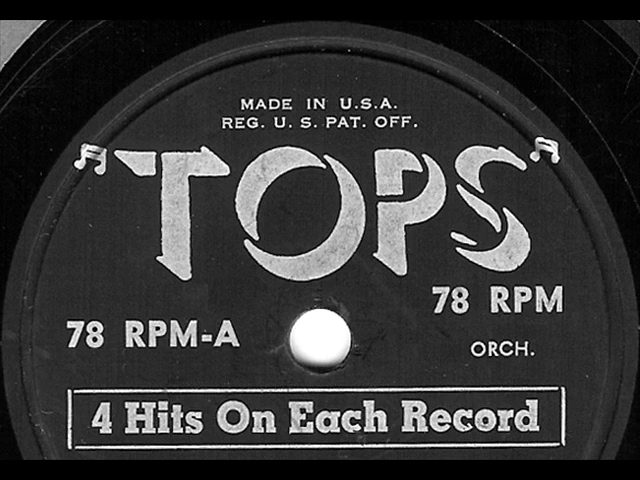 MADE IN U.S.A.
REG. U. S. PAT. OFF.
TOPS
78 RPM
78 RPM-A
ORCH.
4 Hits On Each Record